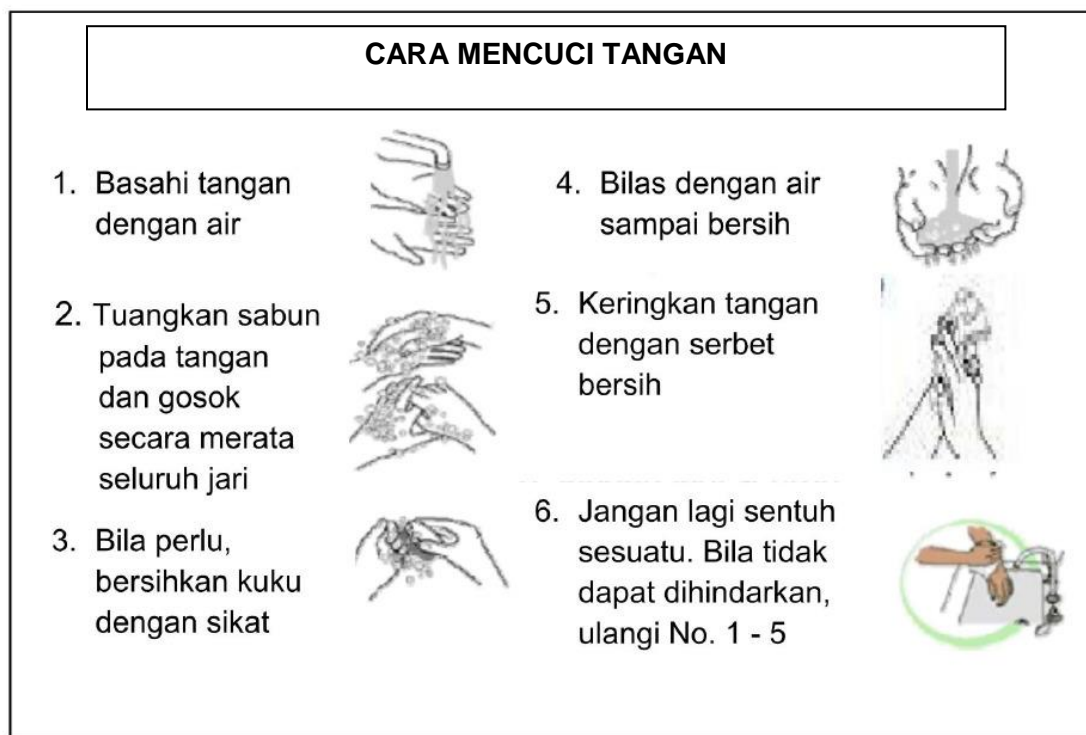 CARA MENCUCI TANGAN
1. Basahi tangan
dengan air
2. Tuangkan sabun
pada tangan
dan gosok
secara merata
seluruh jari
3. Bila perlu,
bersihkan kuku
dengan sikat
4. Bilas dengan air
sampai bersih
5. Keringkan tangan
dengan serbet
bersih
6. Jangan lagi sentuh
sesuatu. Bila tidak
dapat dihindarkan,
ulangi No. 1 - 5